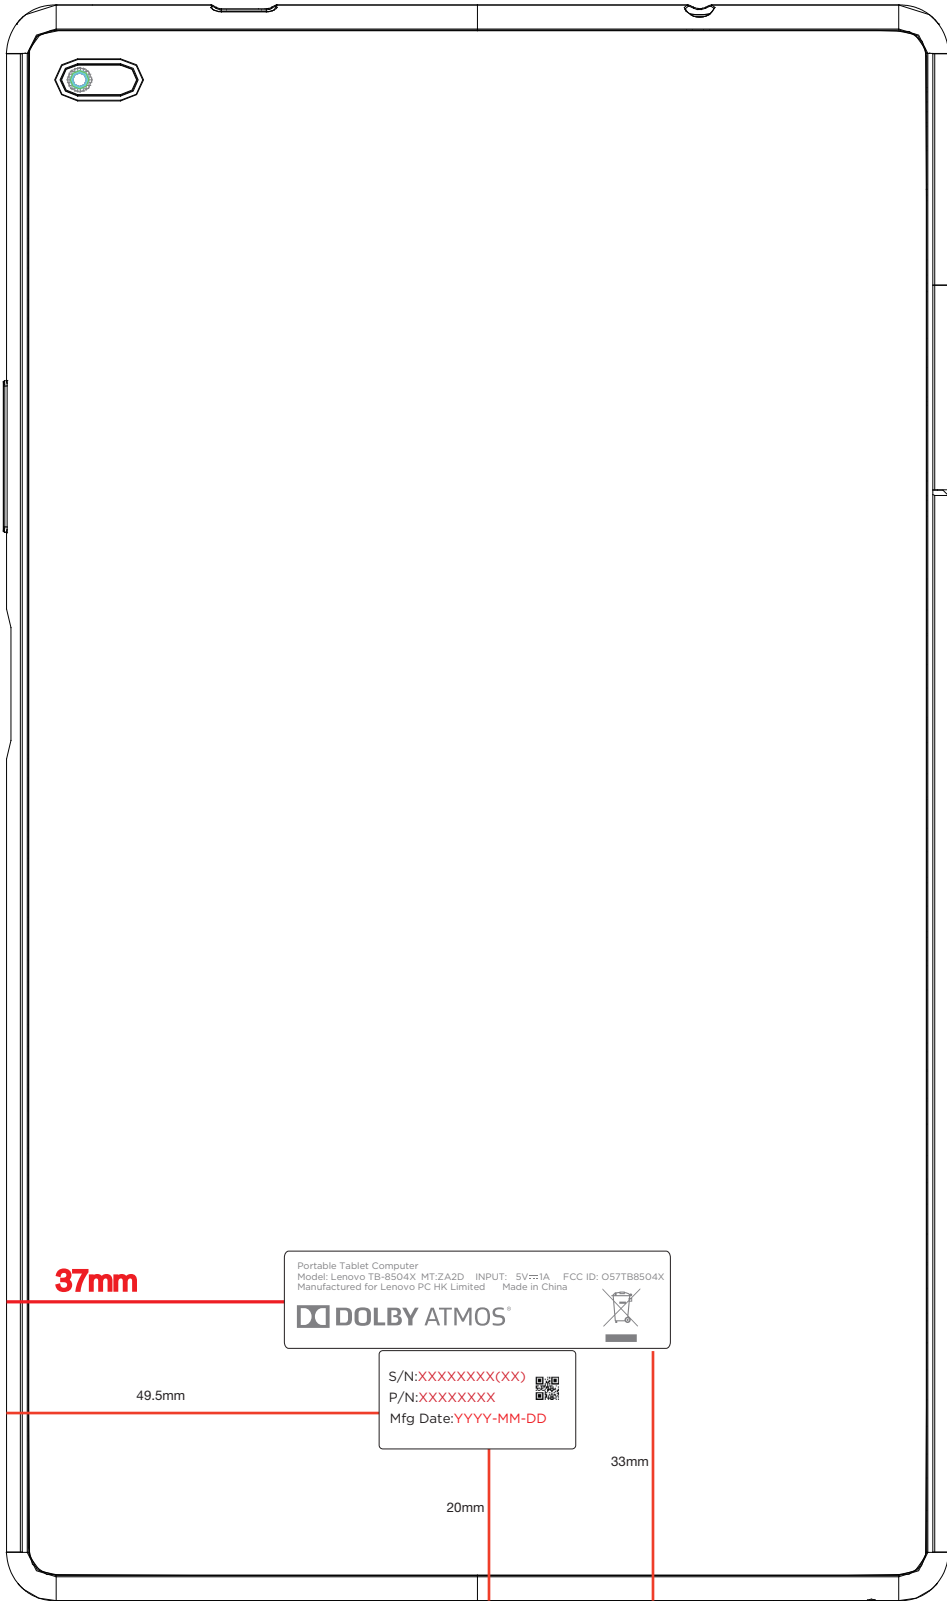 Portable Tablet Computer
Model: Lenovo TB-8504X MT:ZA2D INPUT: 5V⎓1A FCC ID: O57TB8504X
Manufactured for Lenovo PC HK Limited Made in China
37mm
DOLBY ATMOS®
S/N:XXXXXXXX(XX)
P/N:XXXXXXXX
Mfg Date:YYYY-MM-DD
49.5mm
33mm
20mm